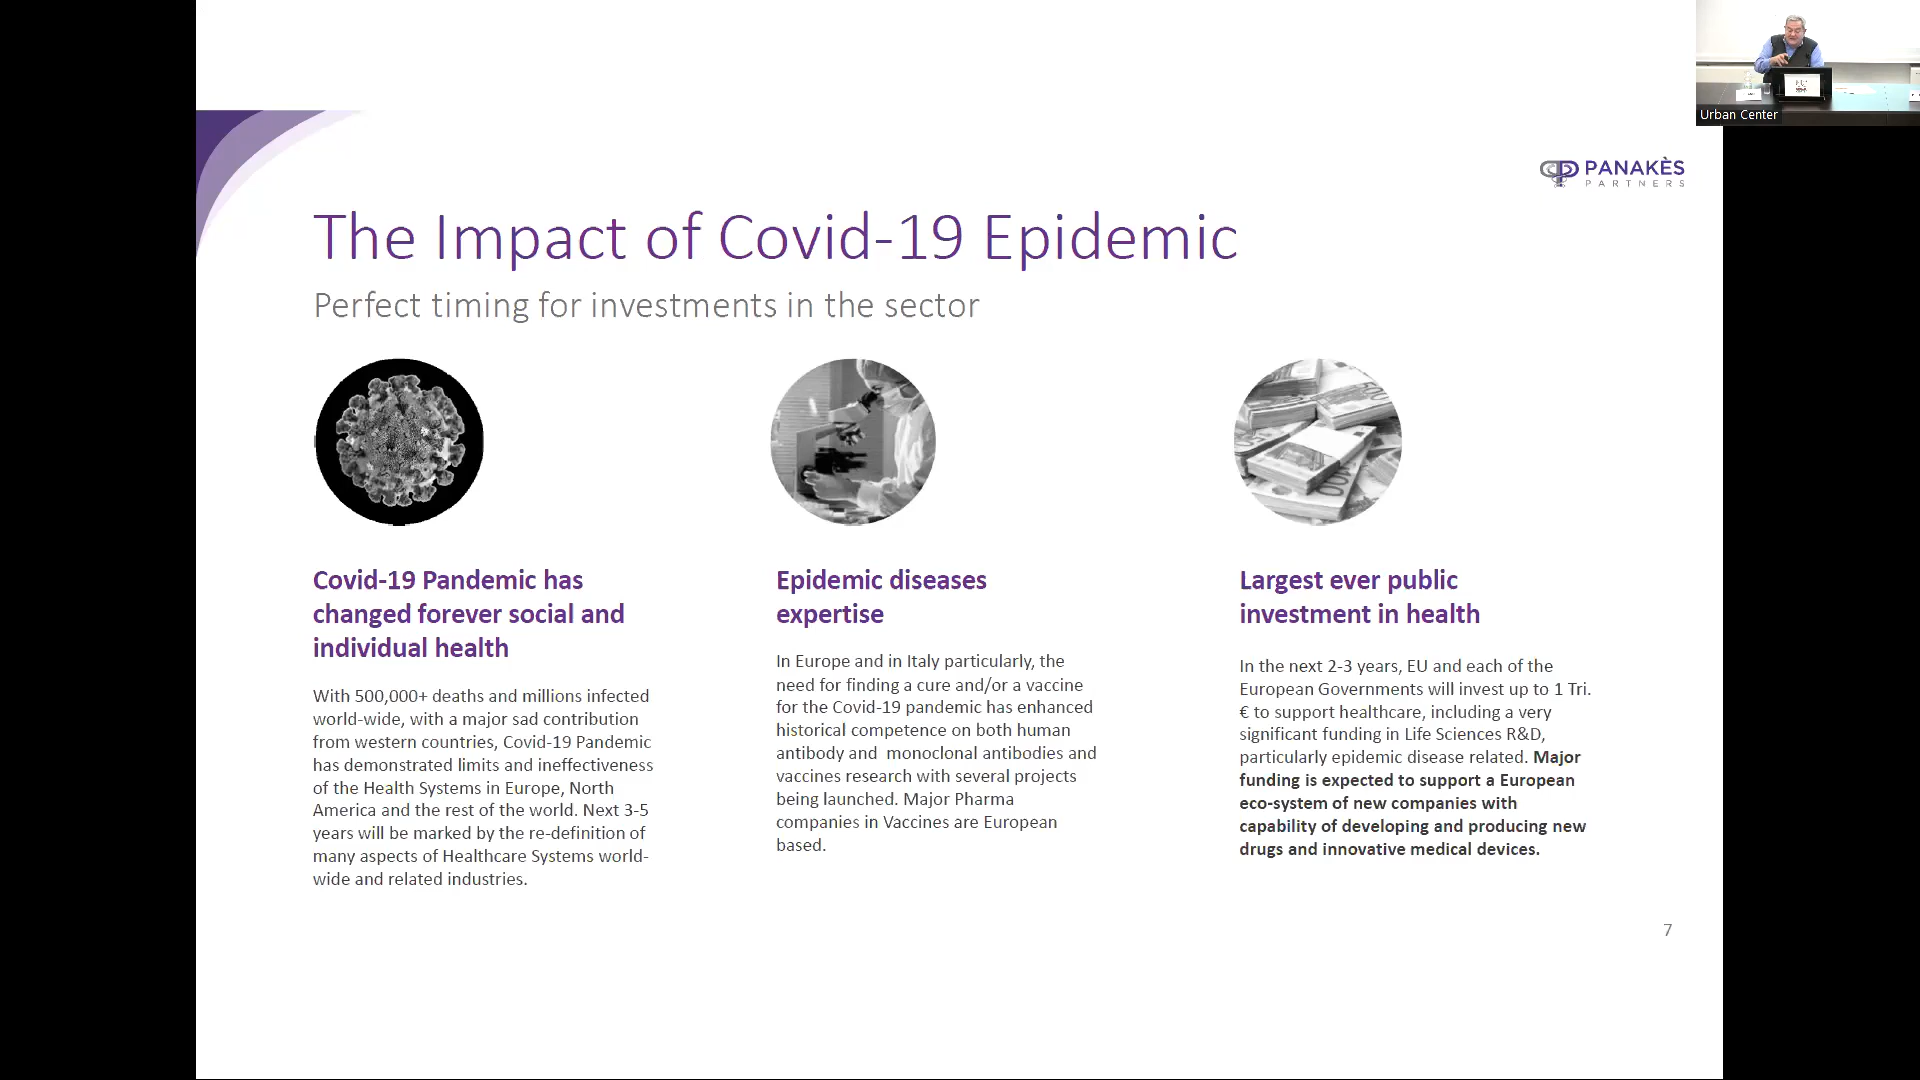 Urban Center
PANAKÈS
PARTNERS
The Impact of Covid-19 Epidemic
Perfect timing for investments in the sector
Covid-19 Pandemic has
changed forever social and
individual health
With 500,000+ deaths and millions infected
world-wide, with a major sad contribution
from western countries, Covid-19 Pandemic
has demonstrated limits and ineffectiveness
of the Health Systems in Europe, North
America and the rest of the world. Next 3-5
years will be marked by the re-definition of
many aspects of Healthcare Systems world-
wide and related industries.
Epidemic diseases
expertise
In Europe and in Italy particularly, the
need for finding a cure and/or a vaccine
for the Covid-19 pandemic has enhanced
historical competence on both human
antibody and  monoclonal antibodies and
vaccines research with several projects
being launched. Major Pharma
companies in Vaccines are European
based.
Largest ever public
investment in health
In the next 2-3 years, EU and each of the
European Governments will invest up to 1 Tri.
€ to support healthcare, including a very
significant funding in Life Sciences R&D,
particularly epidemic disease related. Major
funding is expected to support a European
eco-system of new companies with
capability of developing and producing new
drugs and innovative medical devices.
7